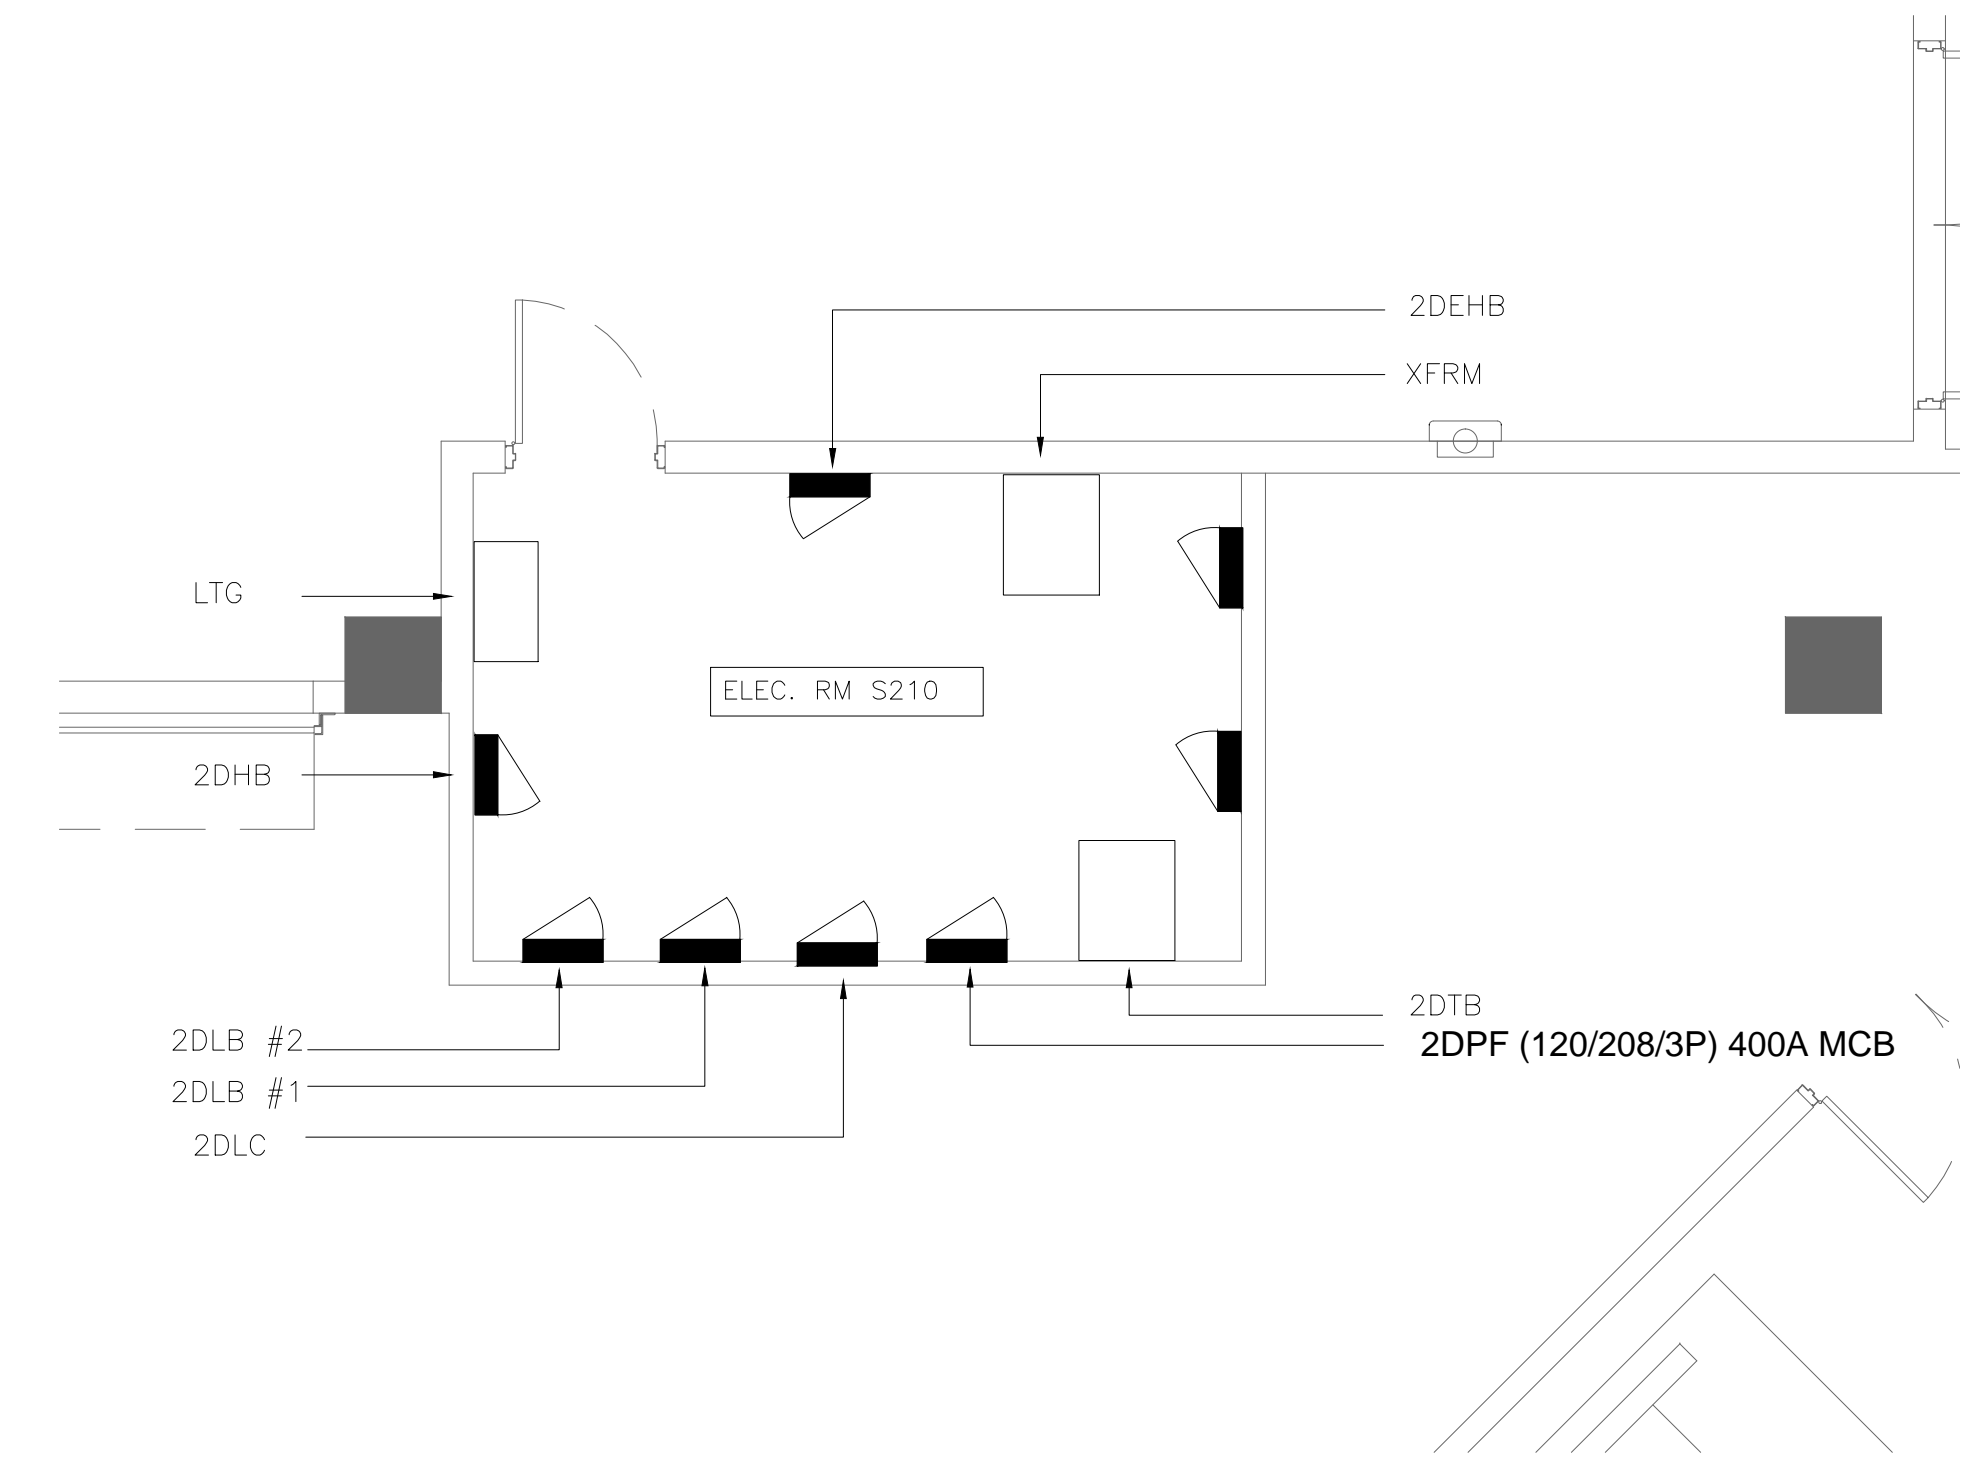 2DEHB
XFRM
LTG
ELEC. RM S210
2DHB
2DTB
2DLB #2
2DPF (120/208/3P) 400A MCB
2DLB #1
2DLC